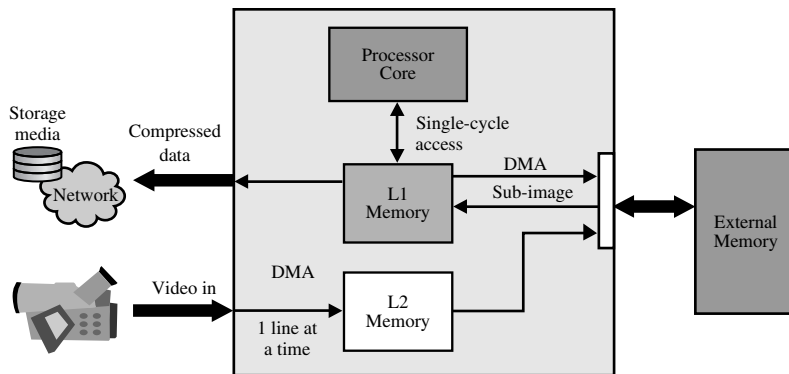 Processor
Core
Storage
media
Compressed
data
Single-cycle
access
DMA
Network
L1
Memory
Sub-image
External
Memory
Video in
DMA
1 line at
a time
L2
Memory